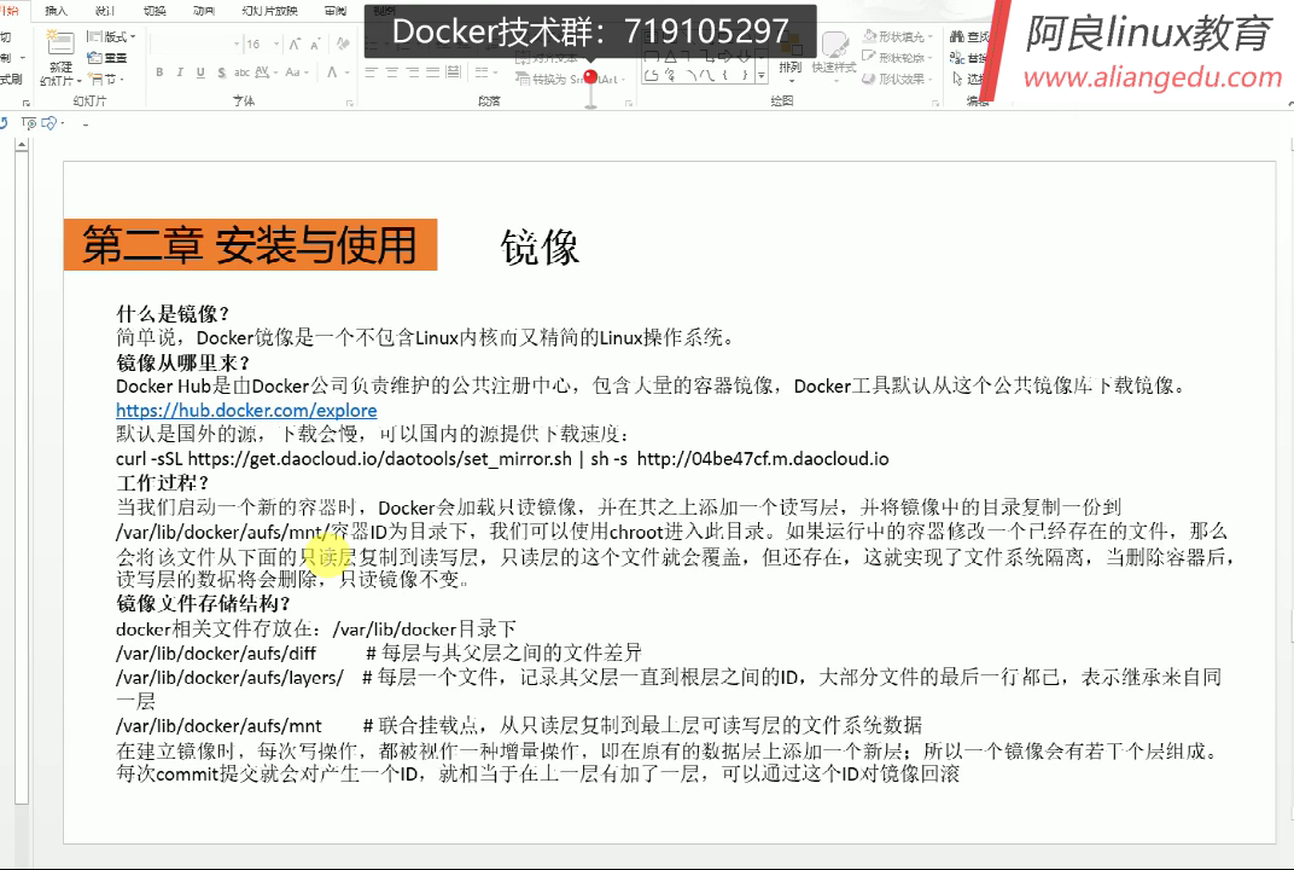 插入 设计 切换 动画 幻灯片放映 审阅 视图
Docker技术群：719105297
阿良linux教育
www.aliangedu.com
新建
幻灯片
版式
重置
节
16
B I U S abc AV Aa A
转换为 SmartArt
排列
快速样式
形状填充
形状轮廓
形状效果
查找
替换
选择
幻灯片
字体
段落
绘图
编辑
第二章 安装与使用
镜像
什么是镜像？
简单说，Docker镜像是一个不包含Linux内核而又精简的Linux操作系统。
镜像从哪里来？
Docker Hub是由Docker公司负责维护的公共注册中心，包含大量的容器镜像，Docker工具默认从这个公共镜像库下载镜像。
https://hub.docker.com/explore
默认是国外的源，下载会慢，可以国内的源提供下载速度：
curl -sSL https://get.daocloud.io/daotools/set_mirror.sh | sh -s http://04be47cf.m.daocloud.io
工作过程？
当我们启动一个新的容器时，Docker会加载只读镜像，并在其之上添加一个读写层，并将镜像中的目录复制一份到
/var/lib/docker/aufs/mnt/容器ID为目录下，我们可以使用chroot进入此目录。如果运行中的容器修改一个已经存在的文件，那么
会将该文件从下面的只读层复制到读写层，只读层的这个文件就会覆盖，但还存在，这就实现了文件系统隔离，当删除容器后，
读写层的数据将会删除，只读镜像不变。
镜像文件存储结构？
docker相关文件存放在：/var/lib/docker目录下
/var/lib/docker/aufs/diff # 每层与其父层之间的文件差异
/var/lib/docker/aufs/layers/ # 每层一个文件，记录其父层一直到根层之间的ID，大部分文件的最后一行都已，表示继承来自同
一层
/var/lib/docker/aufs/mnt # 联合挂载点，从只读层复制到最上层可读写层的文件系统数据
在建立镜像时，每次写操作，都被视作一种增量操作，即在原有的数据层上添加一个新层；所以一个镜像会有若干个层组成。
每次commit提交就会对产生一个ID，就相当于在上一层有加了一层，可以通过这个ID对镜像回滚